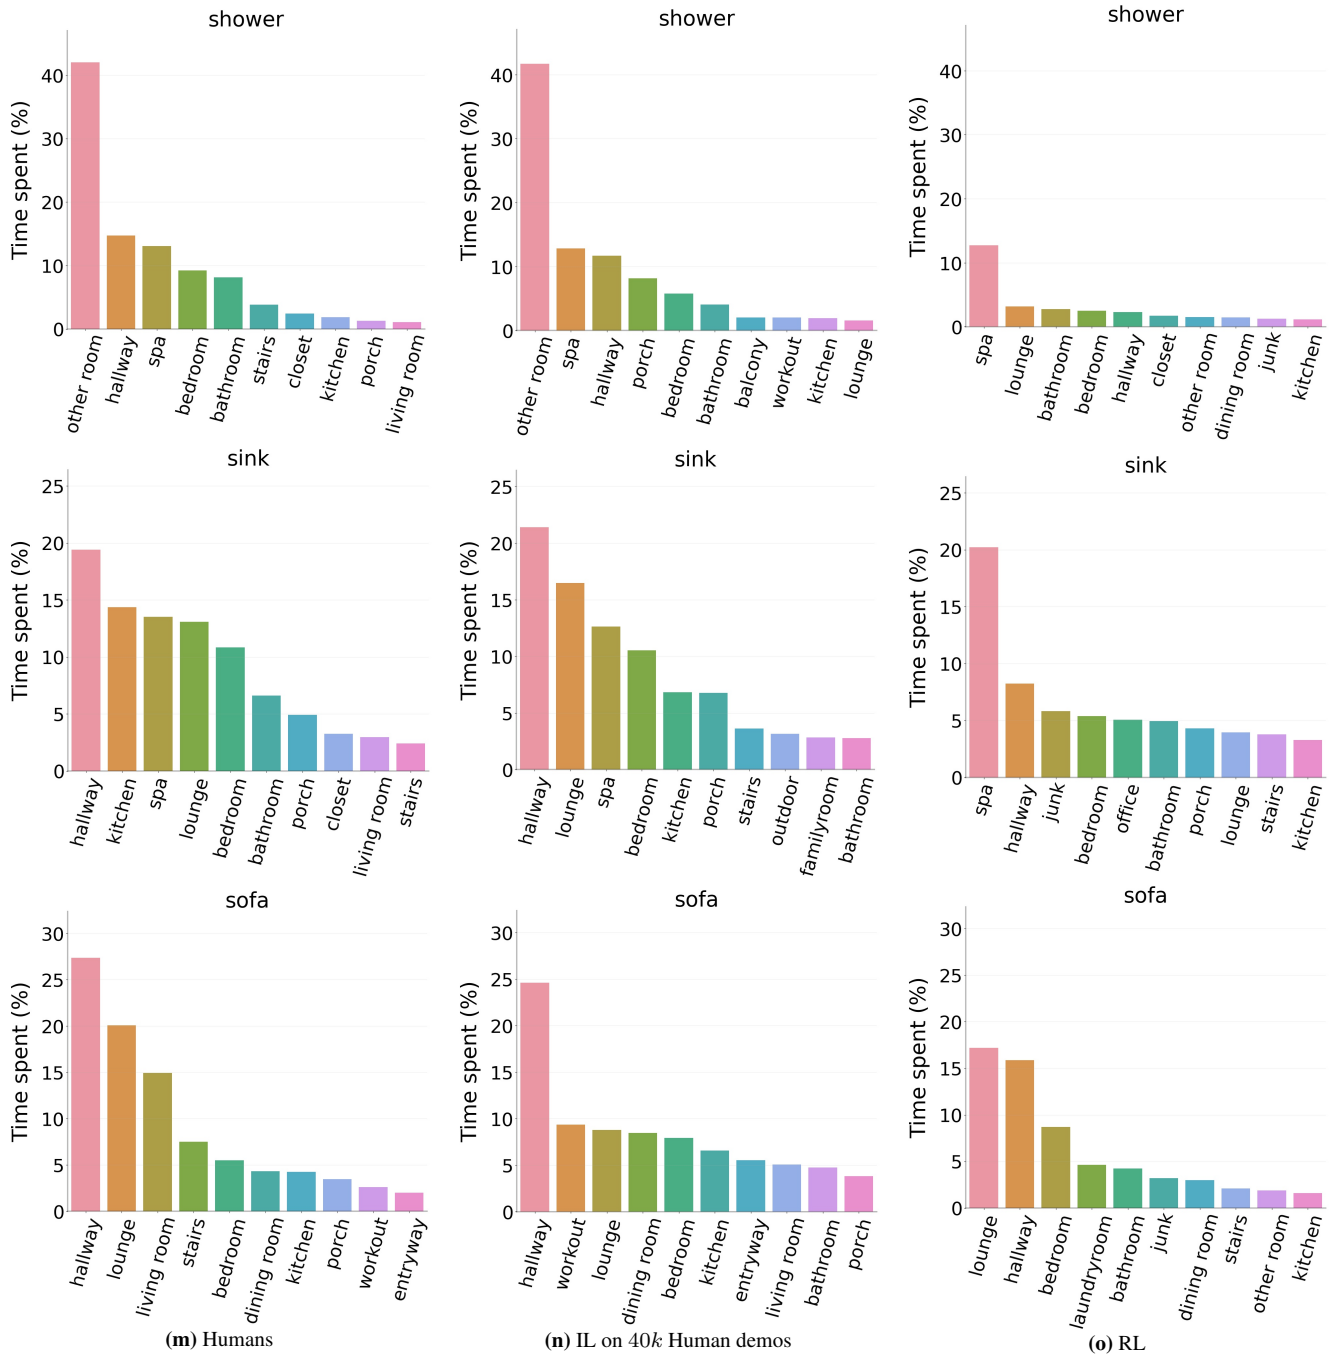 shower
Time spent (%)
40
30
20
10
0
other room
hallway
spa
bedroom
bathroom
stairs
closet
kitchen
porch
living room
shower
Time spent (%)
40
30
20
10
0
other room
spa
hallway
porch
bedroom
bathroom
balcony
workout
kitchen
lounge
shower
Time spent (%)
40
30
20
10
0
spa
lounge
bathroom
bedroom
hallway
closet
other room
dining room
junk
kitchen
sink
Time spent (%)
25
20
15
10
5
0
hallway
kitchen
spa
lounge
bedroom
bathroom
porch
closet
living room
stairs
sink
Time spent (%)
25
20
15
10
5
0
hallway
lounge
spa
bedroom
kitchen
porch
stairs
outdoor
familyroom
bathroom
sink
Time spent (%)
25
20
15
10
5
0
spa
hallway
junk
bedroom
office
bathroom
porch
lounge
stairs
kitchen
sofa
Time spent (%)
30
25
20
15
10
5
0
hallway
lounge
living room
stairs
bedroom
dining room
kitchen
porch
workout
entryway
sofa
Time spent (%)
30
25
20
15
10
5
0
hallway
workout
lounge
dining room
bedroom
kitchen
entryway
living room
bathroom
porch
sofa
Time spent (%)
30
25
20
15
10
5
0
lounge
hallway
bedroom
laundryroom
bathroom
junk
dining room
stairs
other room
kitchen
(m) Humans
(n) IL on 40k Human demos
(o) RL